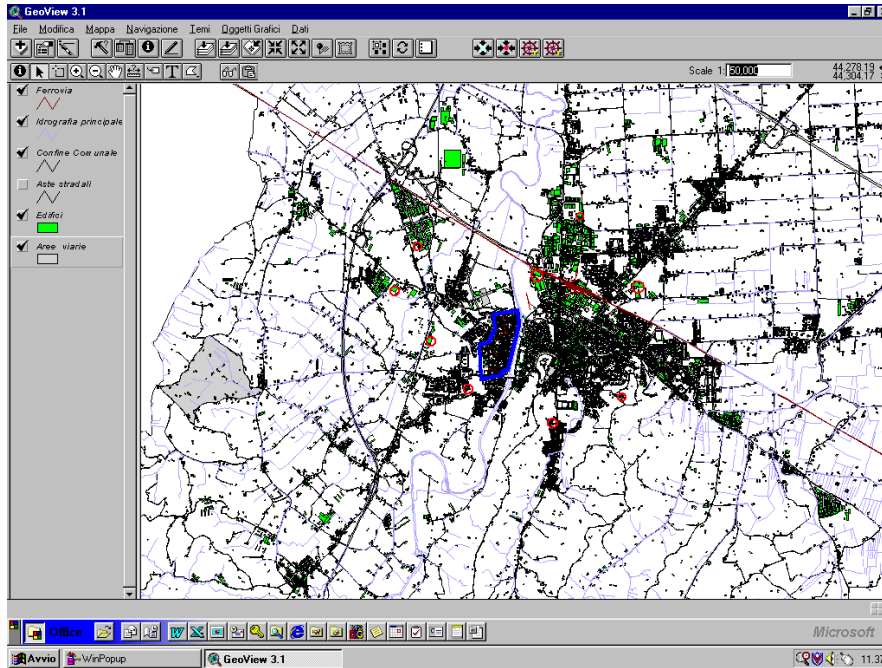 GeoView 3.1
File Modifica Mappa Navigazione Temi Oggetti Grafici Dati
Scale 1: 50,000
44,278.19
44,304.17
Ferrovia
Idrografia principale
Confine Comunale
Aste stradali
Edifici
Aree viarie
Office
Microsoft
Avvio
WinPopup
GeoView 3.1
11.37